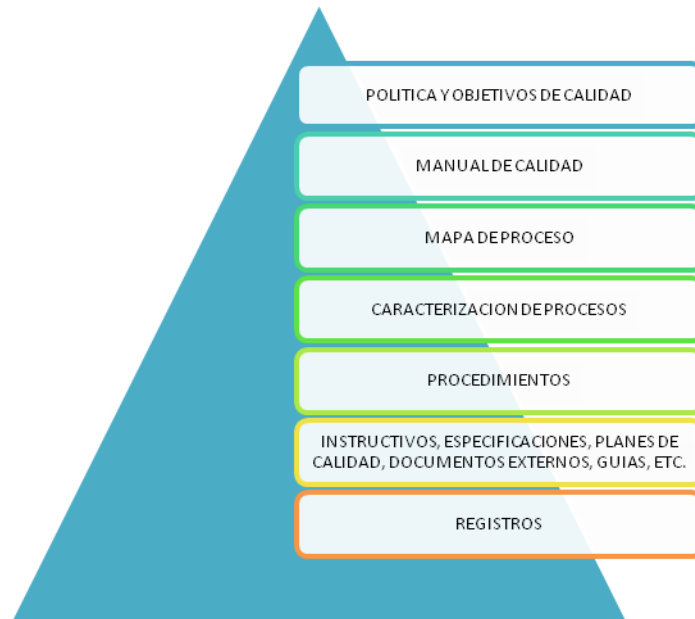 POLITICA Y OBJETIVOS DE CALIDAD
MANUAL DE CALIDAD
MAPA DE PROCESO
CARACTERIZACION DE PROCESOS
PROCEDIMIENTOS
INSTRUCTIVOS, ESPECIFICACIONES, PLANES DE
CALIDAD, DOCUMENTOS EXTERNOS, GUIAS, ETC.
REGISTROS